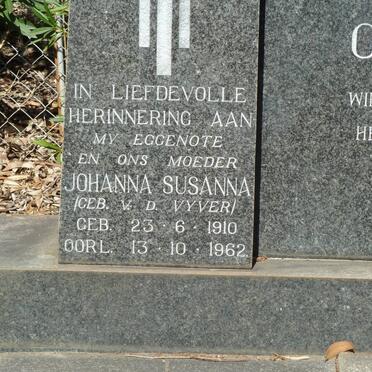 IN LIEFDEVOLLE
HERINNERING AAN
MY EGGENOTE
EN ONS MOEDER
JOHANNA SUSANNA
(GEB. V. D. VYVER)
GEB. 23 · 6 · 1910
OORL. 13 · 10 · 1962.